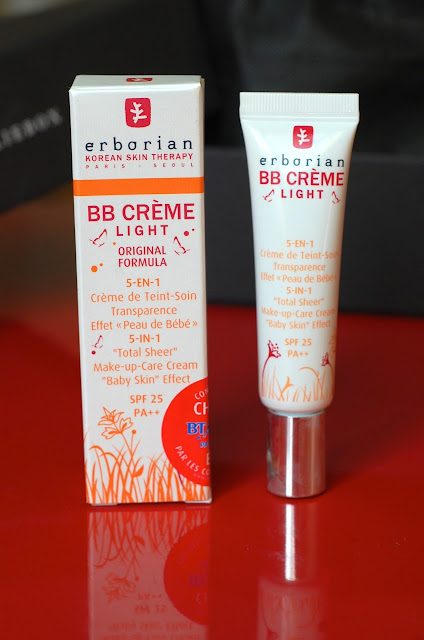 erborian
KOREAN SKIN THERAPY
PARIS - SEOUL
BB CRÈME
LIGHT
ORIGINAL
FORMULA
5-EN-1
Crème de Teint-Soin
Transparence
Effet « Peau de Bébé »
5-IN-1
"Total Sheer"
Make-up-Care Cream
"Baby Skin" Effect
SPF 25
PA++
PAR LES
erborian
BB CRÈME
LIGHT
5-EN-1
Crème de Teint-Soin
Transparence
Effet «Peau de Bébé»
5-IN-1
"Total Sheer"
Make-up-Care Cream
"Baby Skin" Effect
SPF 25
PA++